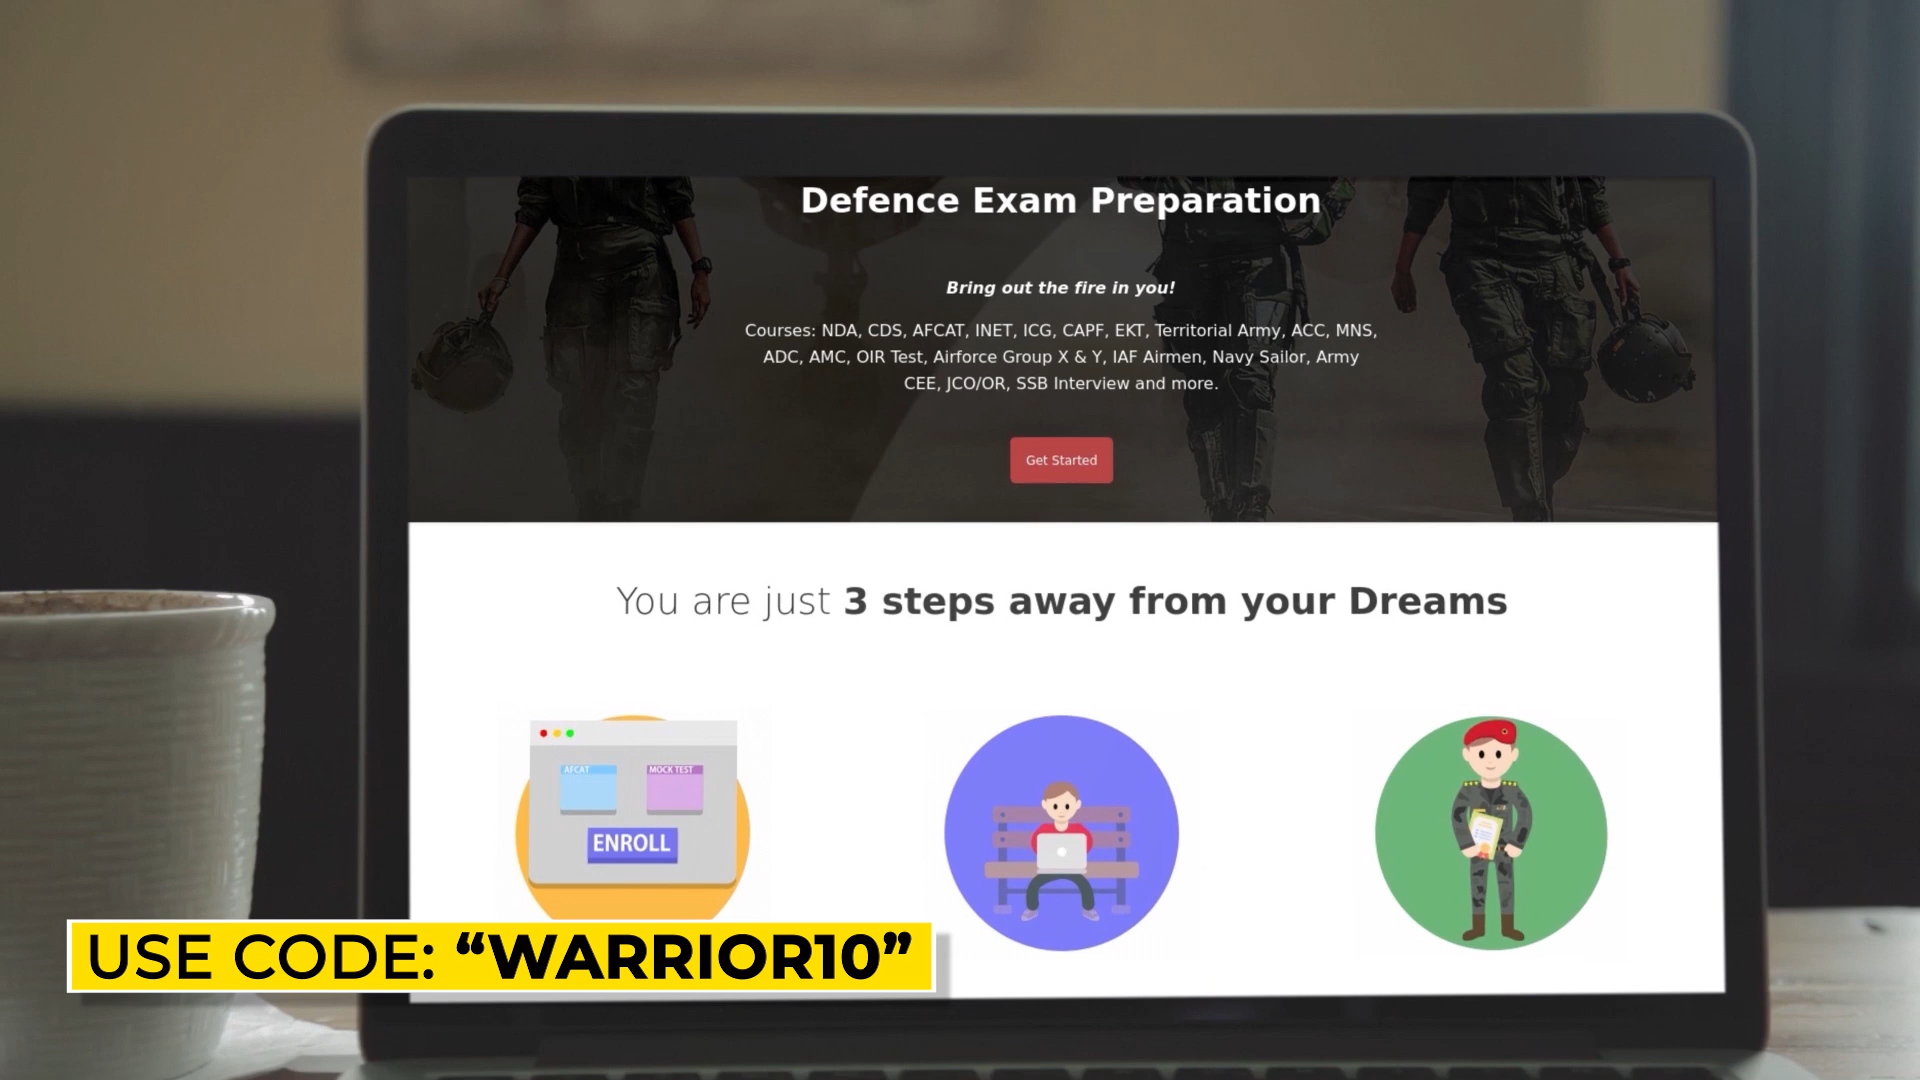 Defence Exam Preparation
Bring out the fire in you!
Courses: NDA, CDS, AFCAT, INET, ICG, CAPF, EKT, Territorial Army, ACC, MNS,
ADC, AMC, OIR Test, Airforce Group X & Y, IAF Airmen, Navy Sailor, Army
CEE, JCO/OR, SSB Interview and more.
Get Started
You are just 3 steps away from your Dreams
AFCAT MOCK TEST
ENROLL
USE CODE: “WARRIOR10”